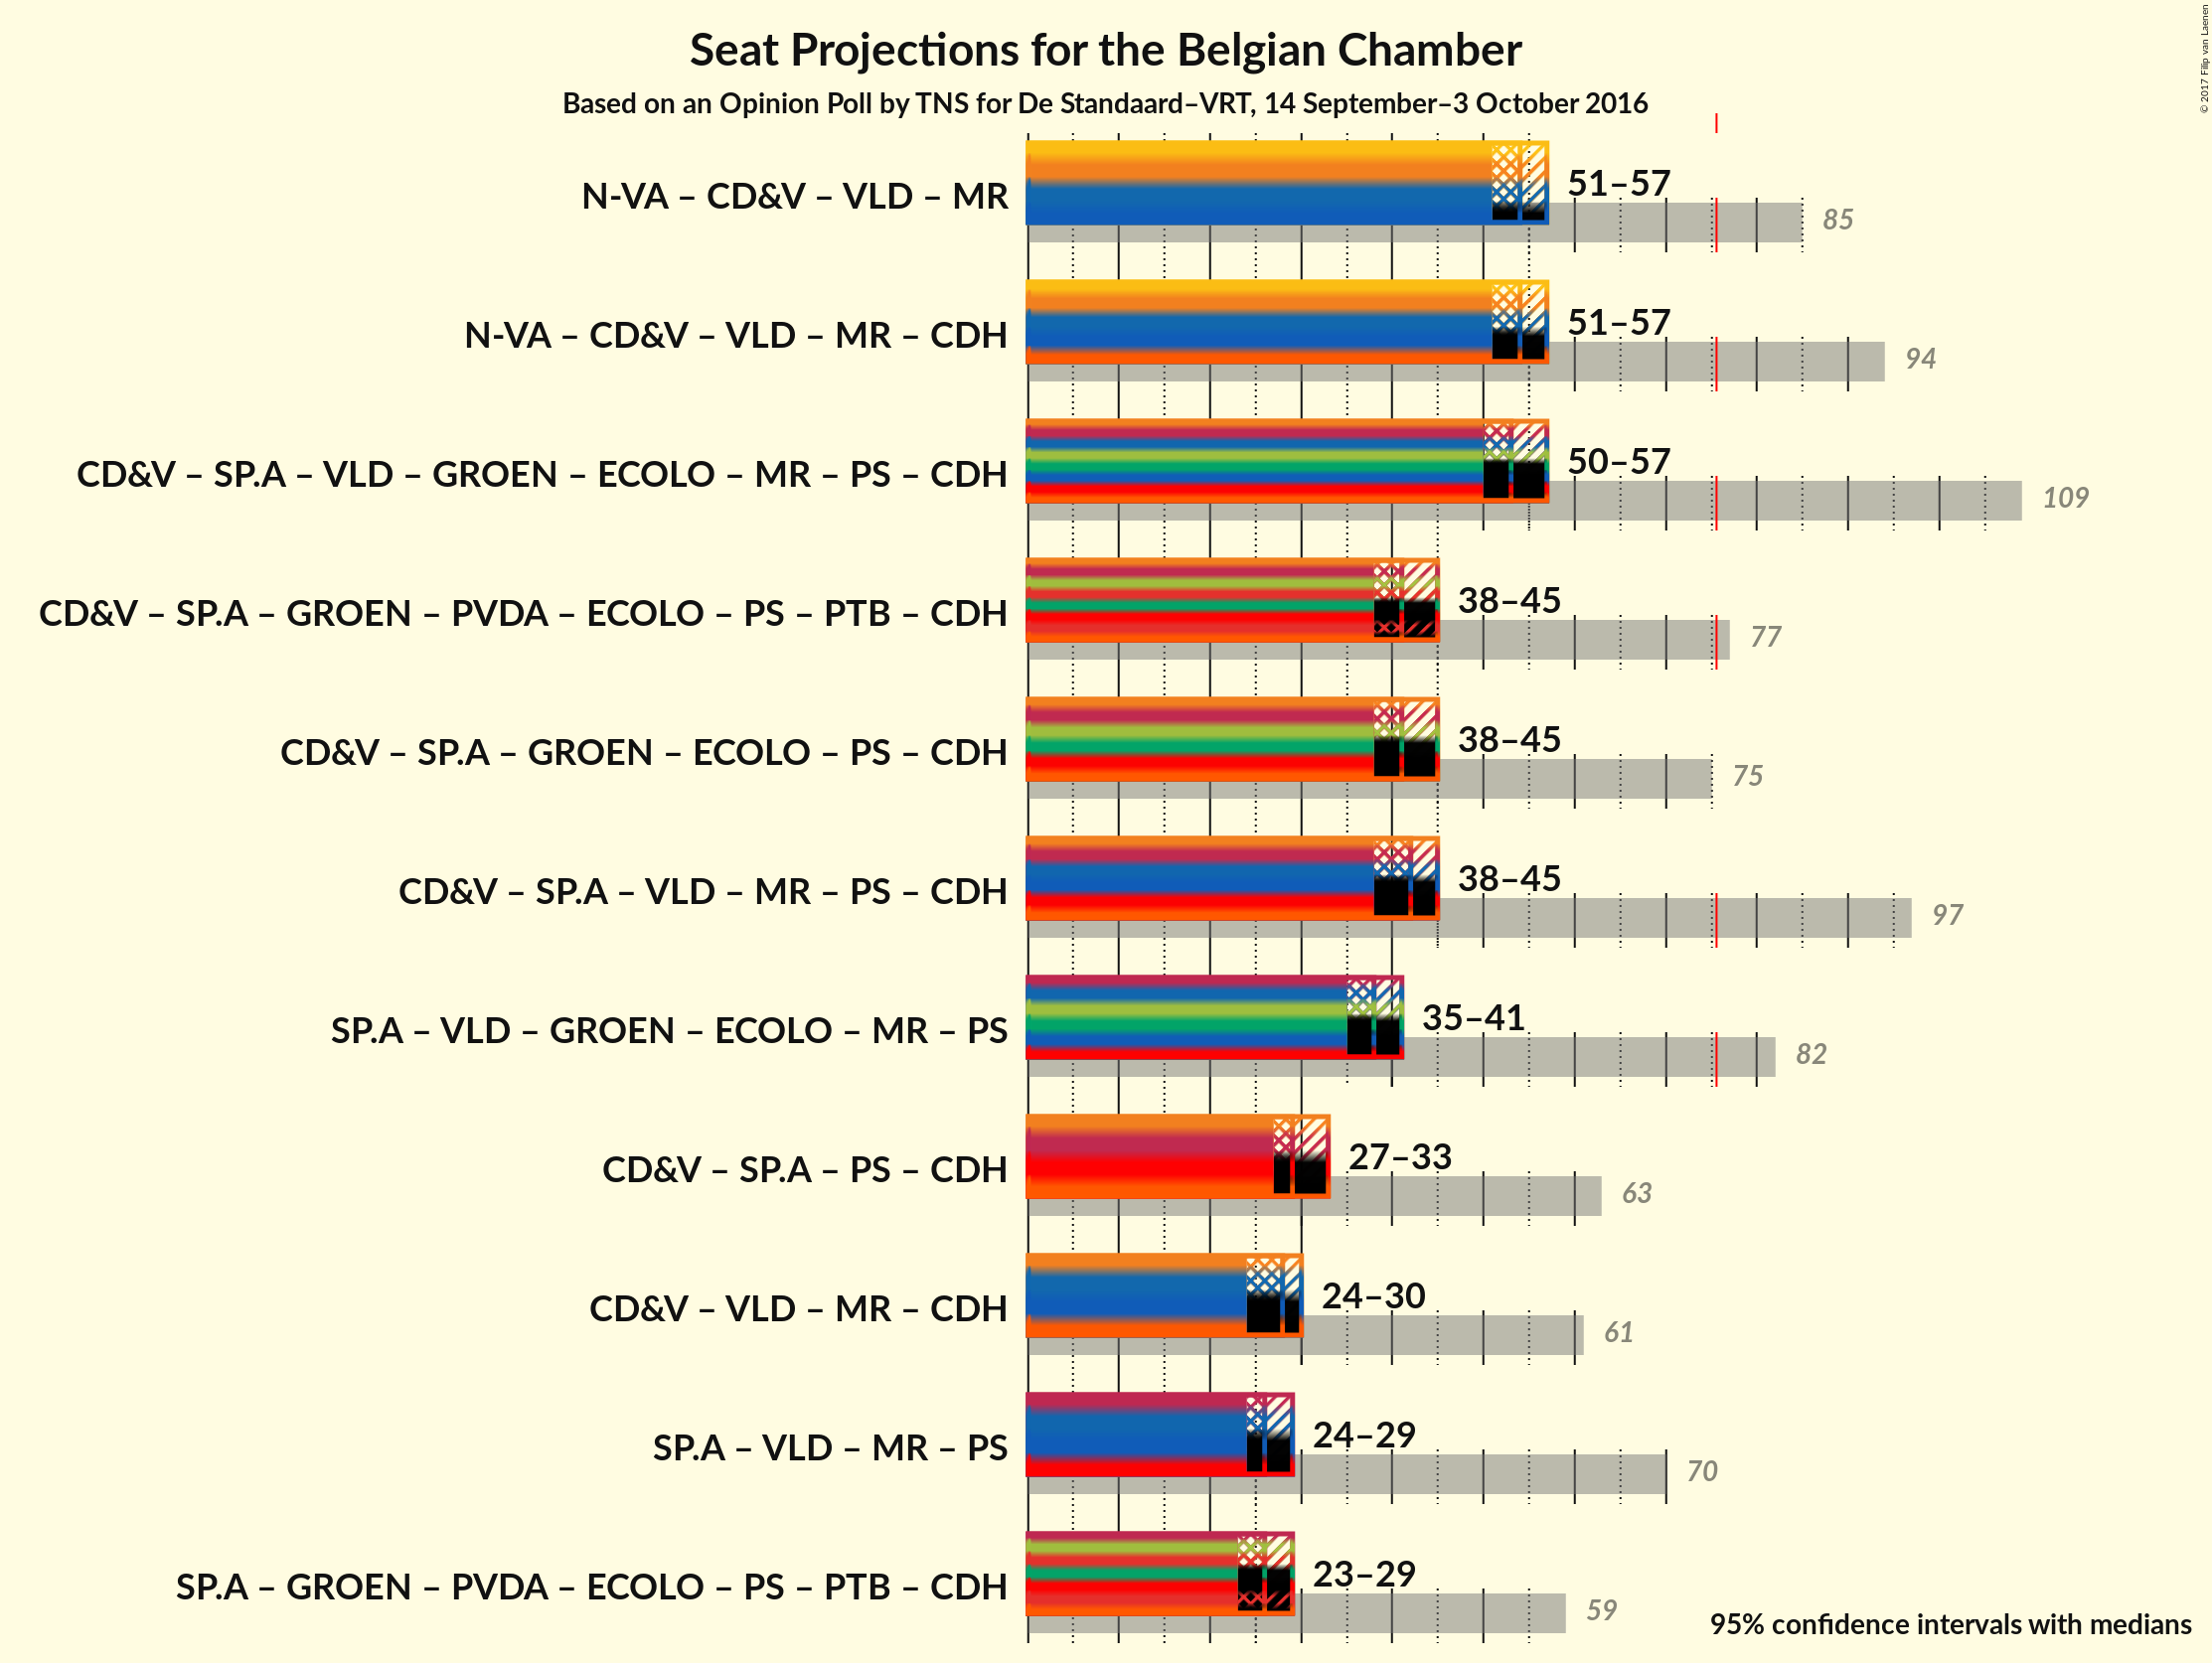 Seat Projections for the Belgian Chamber
Based on an Opinion Poll by TNS for De Standaard–VRT, 14 September–3 October 2016
© 2017 Filip van Laenen
N-VA – CD&V – VLD – MR
51–57
85
N-VA – CD&V – VLD – MR – CDH
51–57
94
CD&V – SP.A – VLD – GROEN – ECOLO – MR – PS – CDH
50–57
109
CD&V – SP.A – GROEN – PVDA – ECOLO – PS – PTB – CDH
38–45
77
CD&V – SP.A – GROEN – ECOLO – PS – CDH
38–45
75
CD&V – SP.A – VLD – MR – PS – CDH
38–45
97
SP.A – VLD – GROEN – ECOLO – MR – PS
35–41
82
CD&V – SP.A – PS – CDH
27–33
63
CD&V – VLD – MR – CDH
24–30
61
SP.A – VLD – MR – PS
24–29
70
SP.A – GROEN – PVDA – ECOLO – PS – PTB – CDH
23–29
59
95% confidence intervals with medians